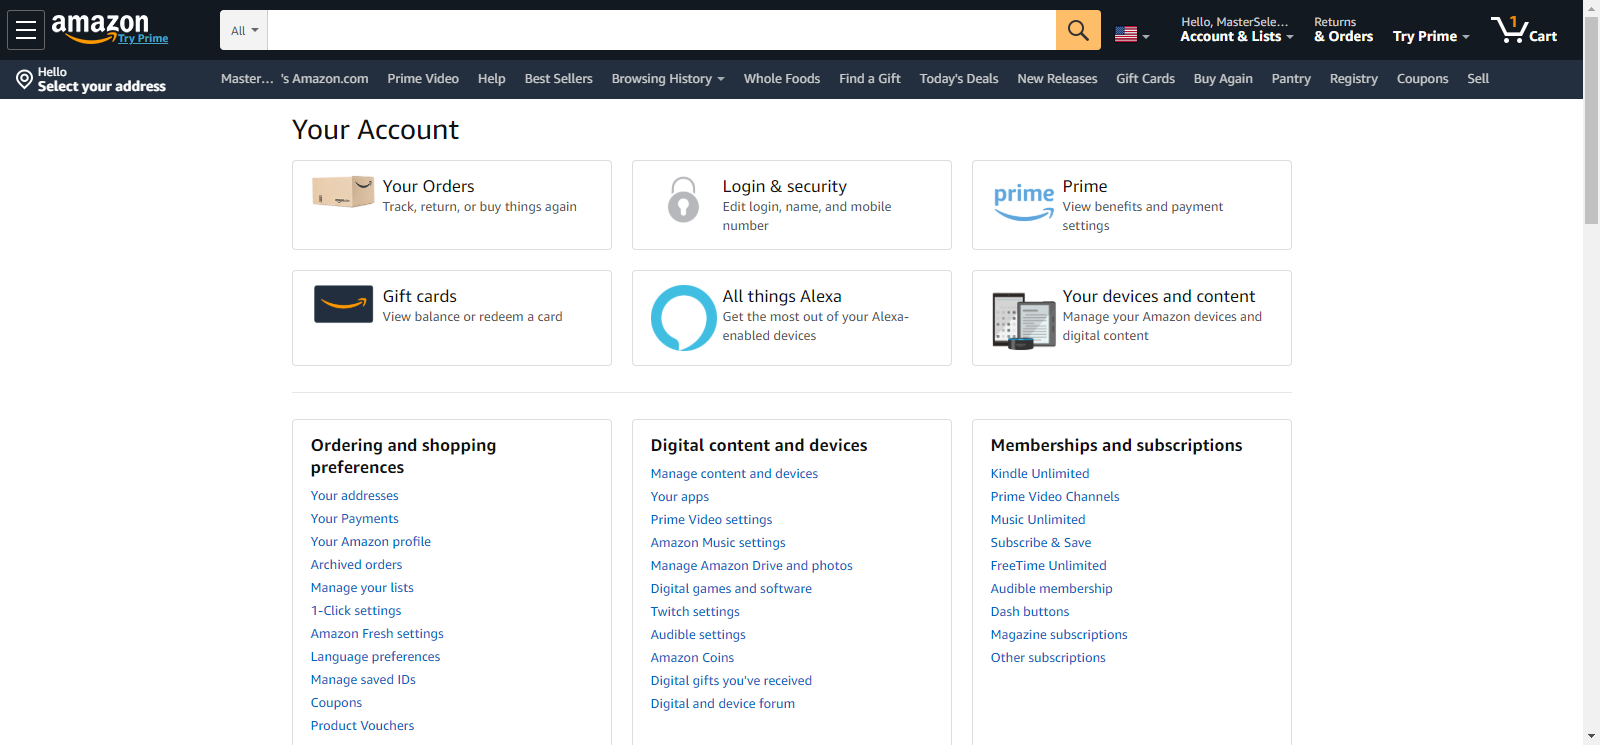 amazon
Try Prime
All
Hello, MasterSele...
Account & Lists
Returns
& Orders
Try Prime
1
Cart
Hello
Select your address
Master... 's Amazon.com
Prime Video
Help
Best Sellers
Browsing History
Whole Foods
Find a Gift
Today's Deals
New Releases
Gift Cards
Buy Again
Pantry
Registry
Coupons
Sell
Your Account
Your Orders
Track, return, or buy things again
Login & security
Edit login, name, and mobile
number
prime
Prime
View benefits and payment
settings
Gift cards
View balance or redeem a card
All things Alexa
Get the most out of your Alexa-
enabled devices
Your devices and content
Manage your Amazon devices and
digital content
Ordering and shopping
preferences
Your addresses
Your Payments
Your Amazon profile
Archived orders
Manage your lists
1-Click settings
Amazon Fresh settings
Language preferences
Manage saved IDs
Coupons
Product Vouchers
Digital content and devices
Manage content and devices
Your apps
Prime Video settings
Amazon Music settings
Manage Amazon Drive and photos
Digital games and software
Twitch settings
Audible settings
Amazon Coins
Digital gifts you've received
Digital and device forum
Memberships and subscriptions
Kindle Unlimited
Prime Video Channels
Music Unlimited
Subscribe & Save
FreeTime Unlimited
Audible membership
Dash buttons
Magazine subscriptions
Other subscriptions